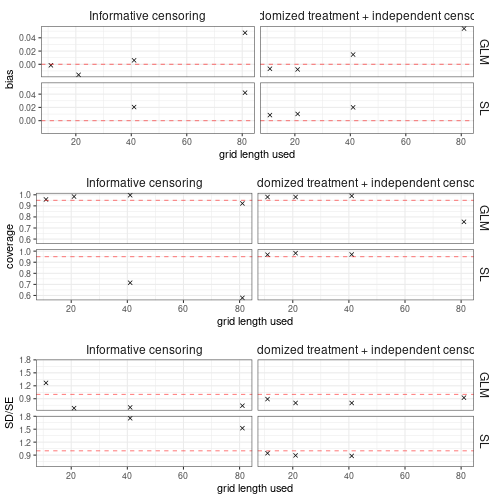 Informative censoring
domized treatment + independent censo
bias
0.04
0.02
0.00
GLM
0.04
0.02
0.00
SL
20 40 60 80 20 40 60 80
grid length used
Informative censoring
domized treatment + independent censo
coverage
1.0
0.9
0.8
0.7
0.6
GLM
1.0
0.9
0.8
0.7
0.6
SL
20 40 60 80 20 40 60 80
grid length used
Informative censoring
domized treatment + independent censo
SD/SE
1.8
1.5
1.2
0.9
GLM
1.8
1.5
1.2
0.9
SL
20 40 60 80 20 40 60 80
grid length used